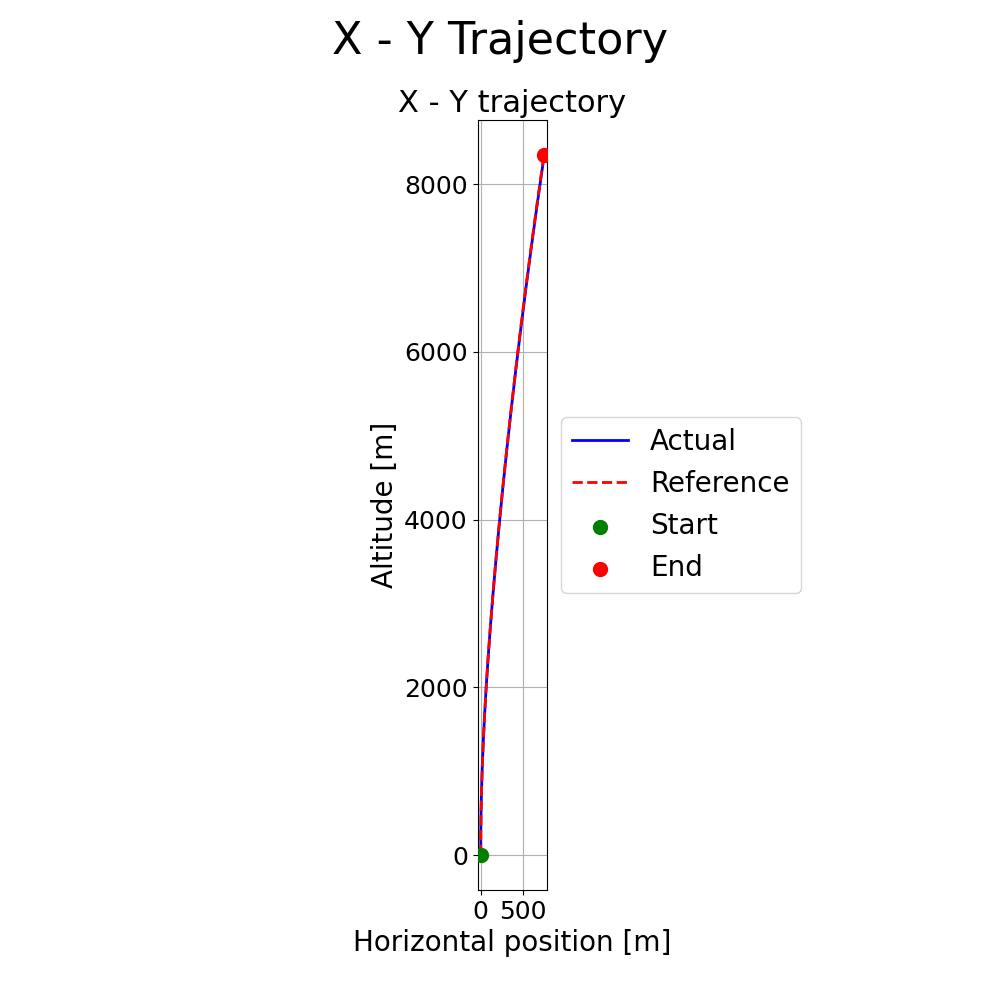 X - Y Trajectory
X - Y trajectory
8000
6000
4000
2000
0
Altitude [m]
0 500
Horizontal position [m]
Actual
Reference
Start
End